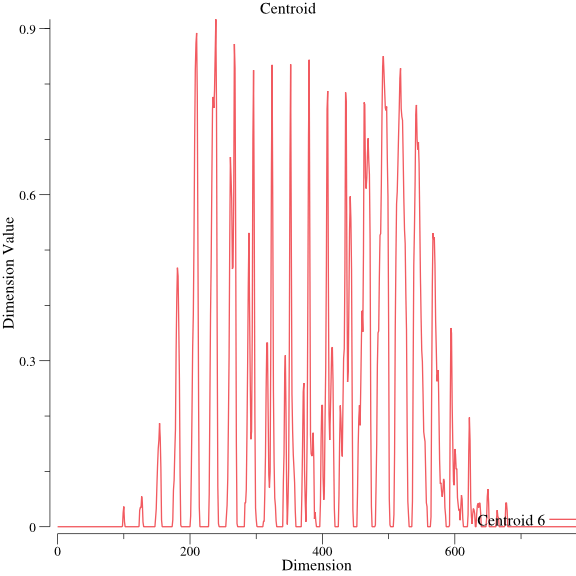 Centroid
0.9
0.6
0.3
0
Dimension Value
Centroid 6
0 200 400 600
Dimension